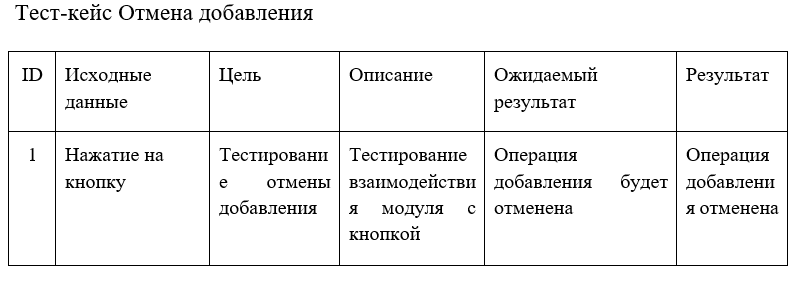 Тест-кейс Отмена добавления
ID Исходные данные Цель Описание Ожидаемый результат Результат
1 Нажатие на кнопку Тестирование отмены добавления Тестирование взаимодействия модуля с кнопкой Операция добавления будет отменена Операция добавления отменена